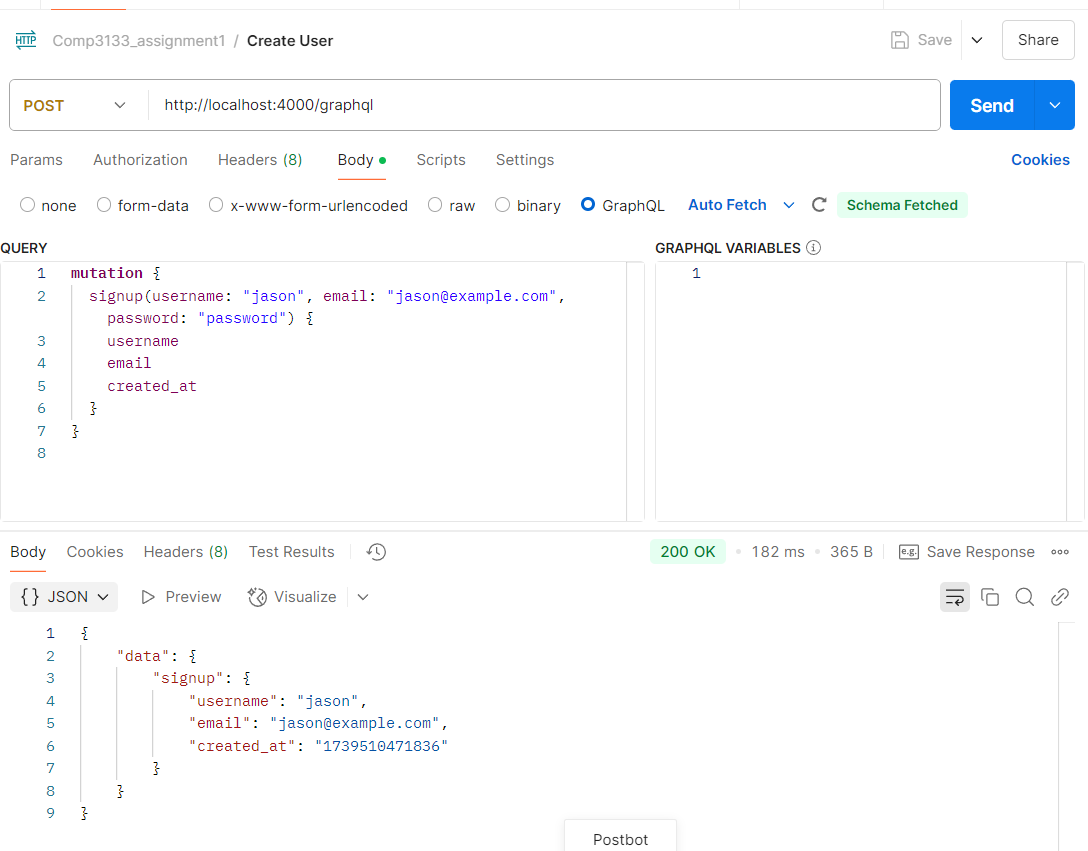 HTTP Comp3133_assignment1 / Create User Save Share
POST http://localhost:4000/graphql Send
Params Authorization Headers (8) Body Scripts Settings Cookies
none form-data x-www-form-urlencoded raw binary GraphQL Auto Fetch Schema Fetched
QUERY
1 mutation {
2 signup(username: "jason", email: "jason@example.com",
password: "password") {
3 username
4 email
5 created_at
6 }
7 }
8
GRAPHQL VARIABLES
1
Body Cookies Headers (8) Test Results 200 OK • 182 ms • 365 B e.g. Save Response
{} JSON Preview Visualize
1 {
2 "data": {
3 "signup": {
4 "username": "jason",
5 "email": "jason@example.com",
6 "created_at": "1739510471836"
7 }
8 }
9 }
Postbot